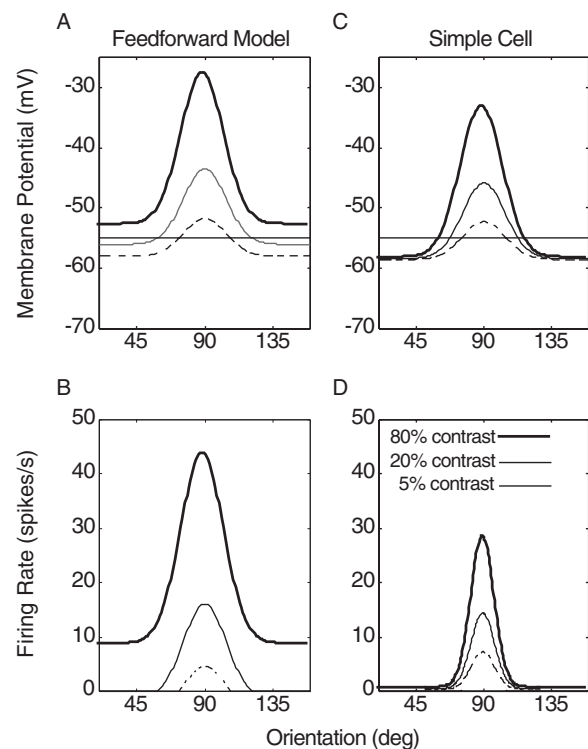 A
Feedforward Model
C
Simple Cell
Membrane Potential (mV)
-30
-40
-50
-60
-70
45
90
135
-30
-40
-50
-60
-70
45
90
135
B
D
Firing Rate (spikes/s)
50
40
30
20
10
0
45
90
135
50
40
30
20
10
0
45
90
135
80% contrast
20% contrast
5% contrast
Orientation (deg)